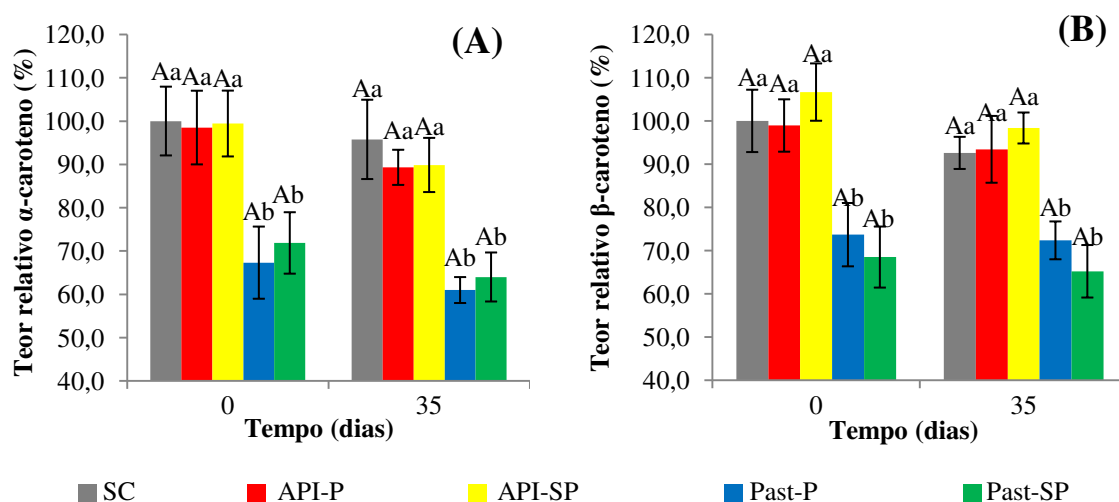 (A)
Teor relativo α-caroteno (%)
120,0
110,0
100,0
90,0
80,0
70,0
60,0
50,0
40,0
Aa Aa Aa Ab Ab
Aa Aa Aa Ab Ab
0 35
Tempo (dias)
(B)
Teor relativo β-caroteno (%)
120,0
110,0
100,0
90,0
80,0
70,0
60,0
50,0
40,0
Aa Aa Aa Ab Ab
Aa Aa Aa Ab Ab
0 35
Tempo (dias)
SC API-P API-SP Past-P Past-SP